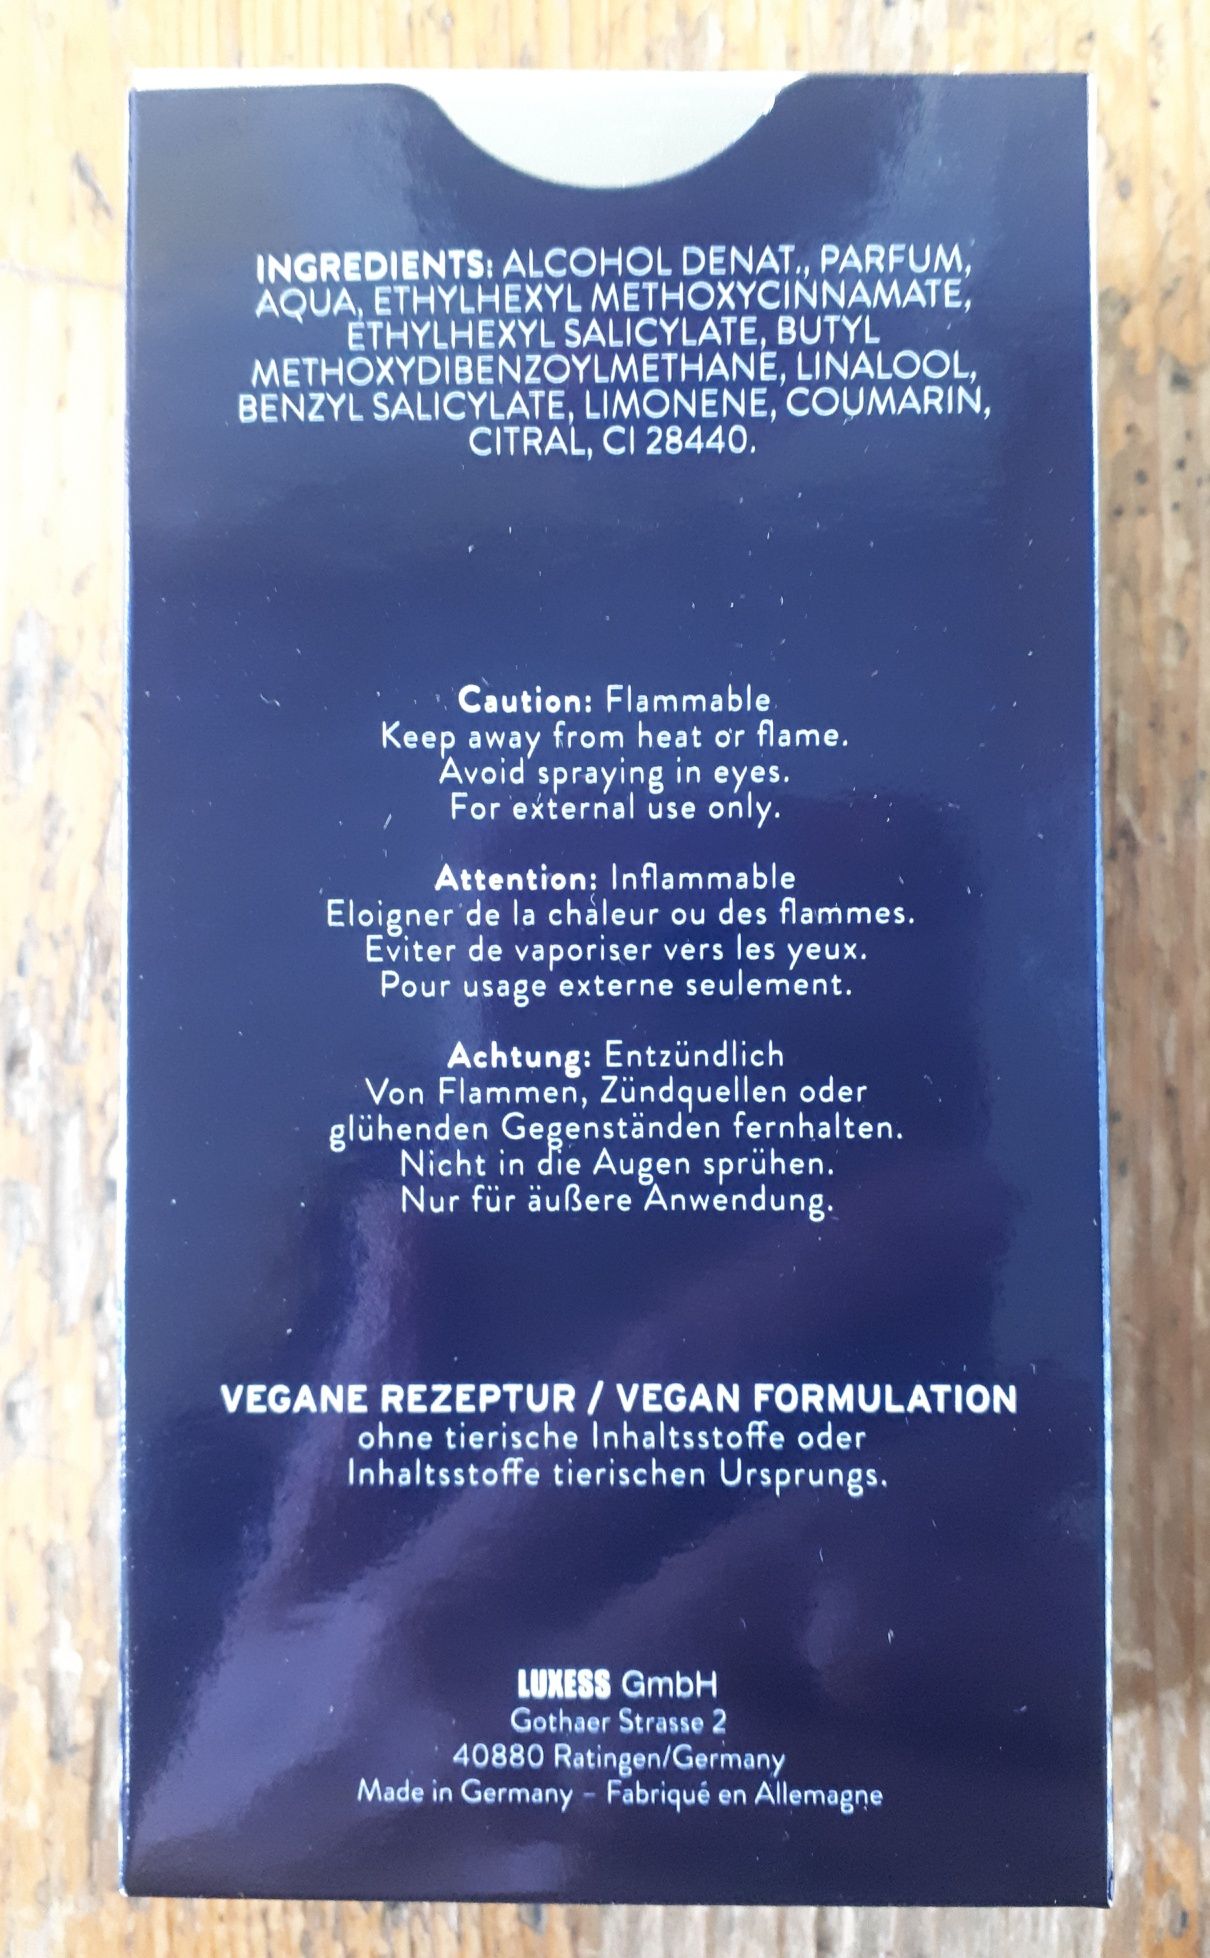 INGREDIENTS: ALCOHOL DENAT., PARFUM,
AQUA, ETHYLHEXYL METHOXYCINNAMATE,
ETHYLHEXYL SALICYLATE, BUTYL
METHOXYDIBENZOYLMETHANE, LINALOOL,
BENZYL SALICYLATE, LIMONENE, COUMARIN,
CITRAL, CI 28440.
Caution: Flammable
Keep away from heat or flame.
Avoid spraying in eyes.
For external use only.
Attention: Inflammable
Eloigner de la chaleur ou des flammes.
Eviter de vaporiser vers les yeux.
Pour usage externe seulement.
Achtung: Entzündlich
Von Flammen, Zündquellen oder
glühenden Gegenständen fernhalten.
Nicht in die Augen sprühen.
Nur für äußere Anwendung.
VEGANE REZEPTUR / VEGAN FORMULATION
ohne tierische Inhaltsstoffe oder
Inhaltsstoffe tierischen Ursprungs.
LUXESS GmbH
Gothaer Strasse 2
40880 Ratingen/Germany
Made in Germany – Fabriqué en Allemagne